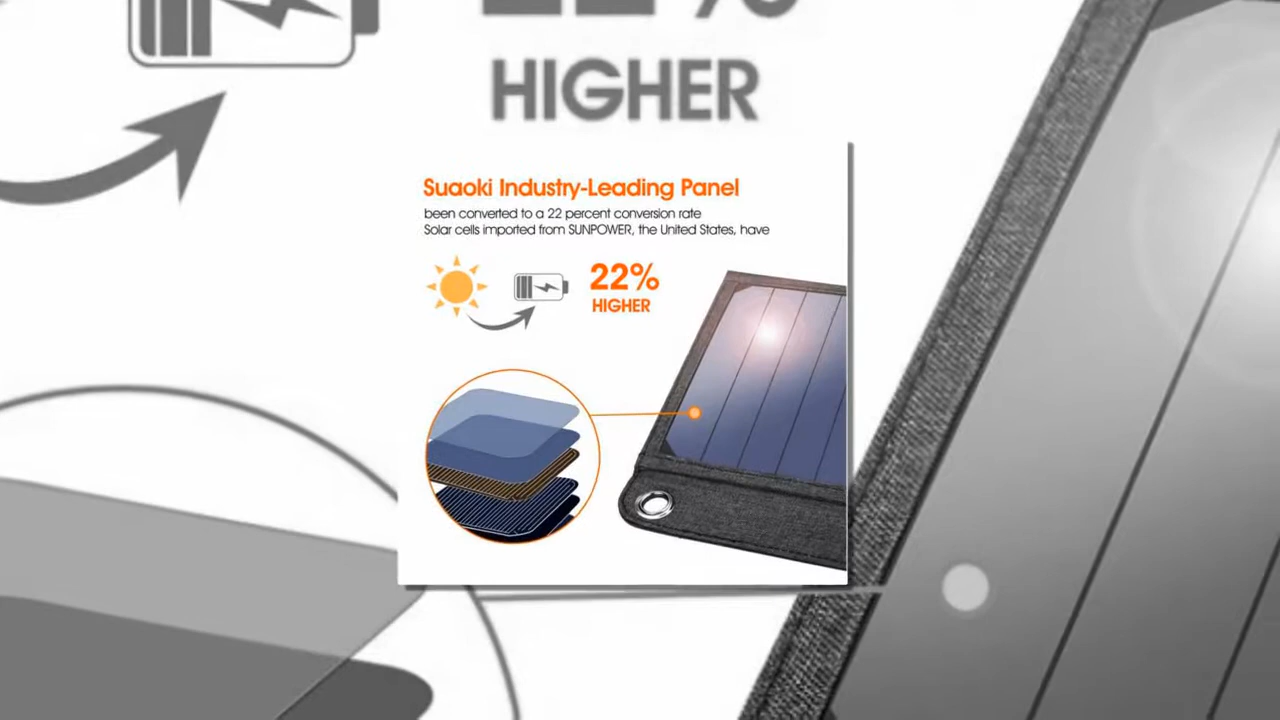 HIGHER
Suaoki Industry-Leading Panel
been converted to a 22 percent conversion rate
Solar cells imported from SUNPOWER, the United States, have
22%
HIGHER